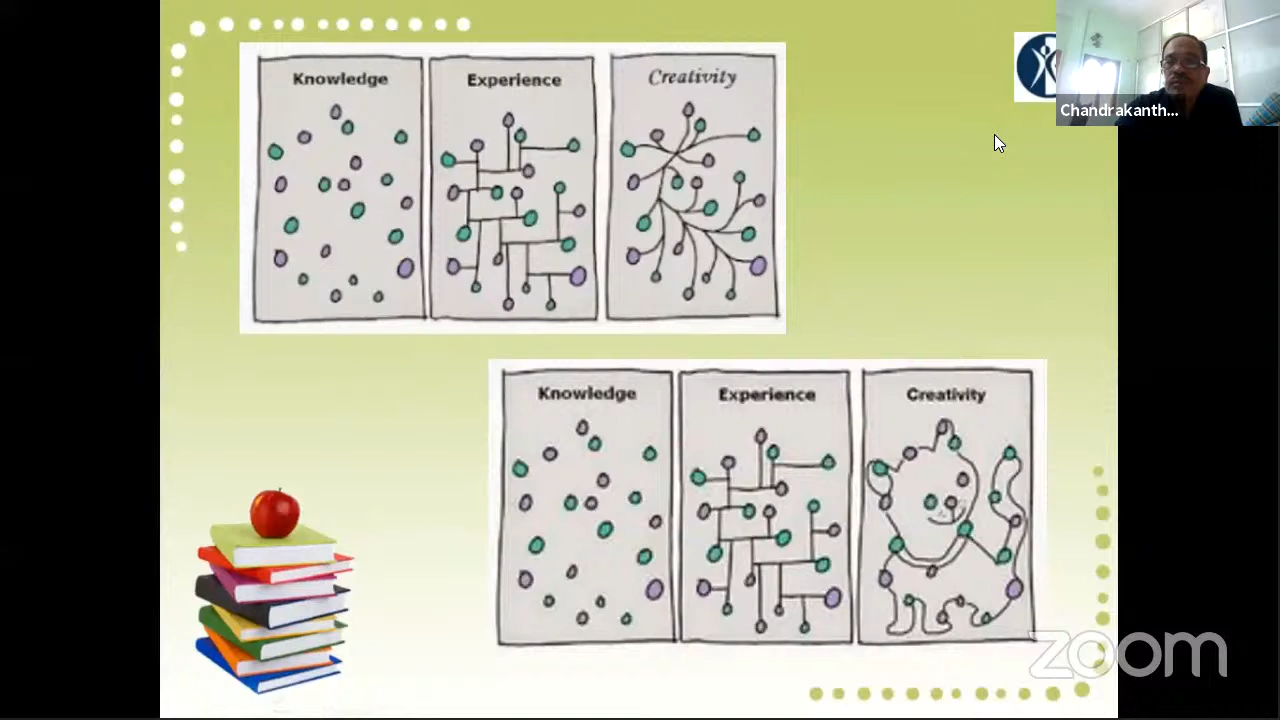 Knowledge
Experience
Creativity
Chandrakanth...
Knowledge
Experience
Creativity
zoom